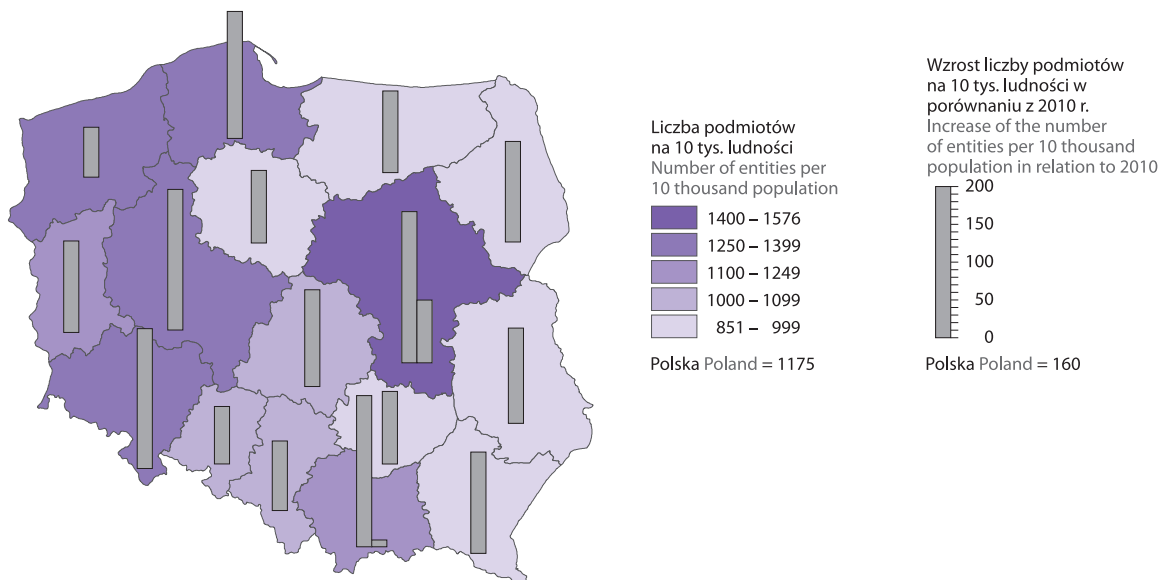 Liczba podmiotów
na 10 tys. ludności
Number of entities per
10 thousand population
1400 – 1576
1250 – 1399
1100 – 1249
1000 – 1099
851 – 999
Polska Poland = 1175
Wzrost liczby podmiotów
na 10 tys. ludności w
porównaniu z 2010 r.
Increase of the number
of entities per 10 thousand
population in relation to 2010
200
150
100
50
0
Polska Poland = 160